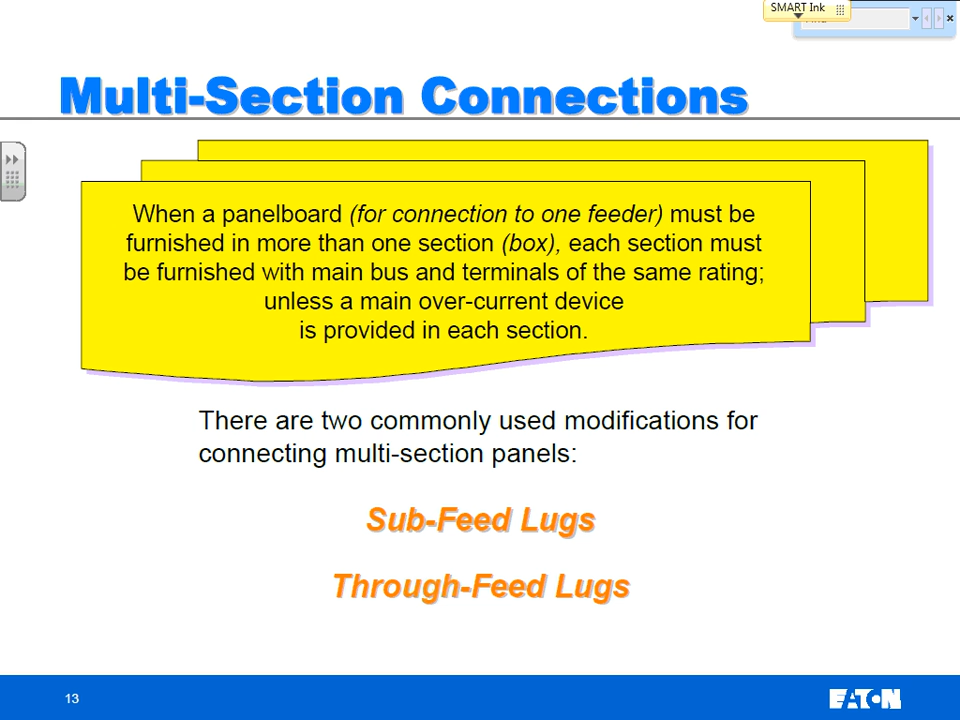 SMART Ink
Multi-Section Connections
When a panelboard (for connection to one feeder) must be
furnished in more than one section (box), each section must
be furnished with main bus and terminals of the same rating;
unless a main over-current device
is provided in each section.
There are two commonly used modifications for
connecting multi-section panels:
Sub-Feed Lugs
Through-Feed Lugs
13
EATON